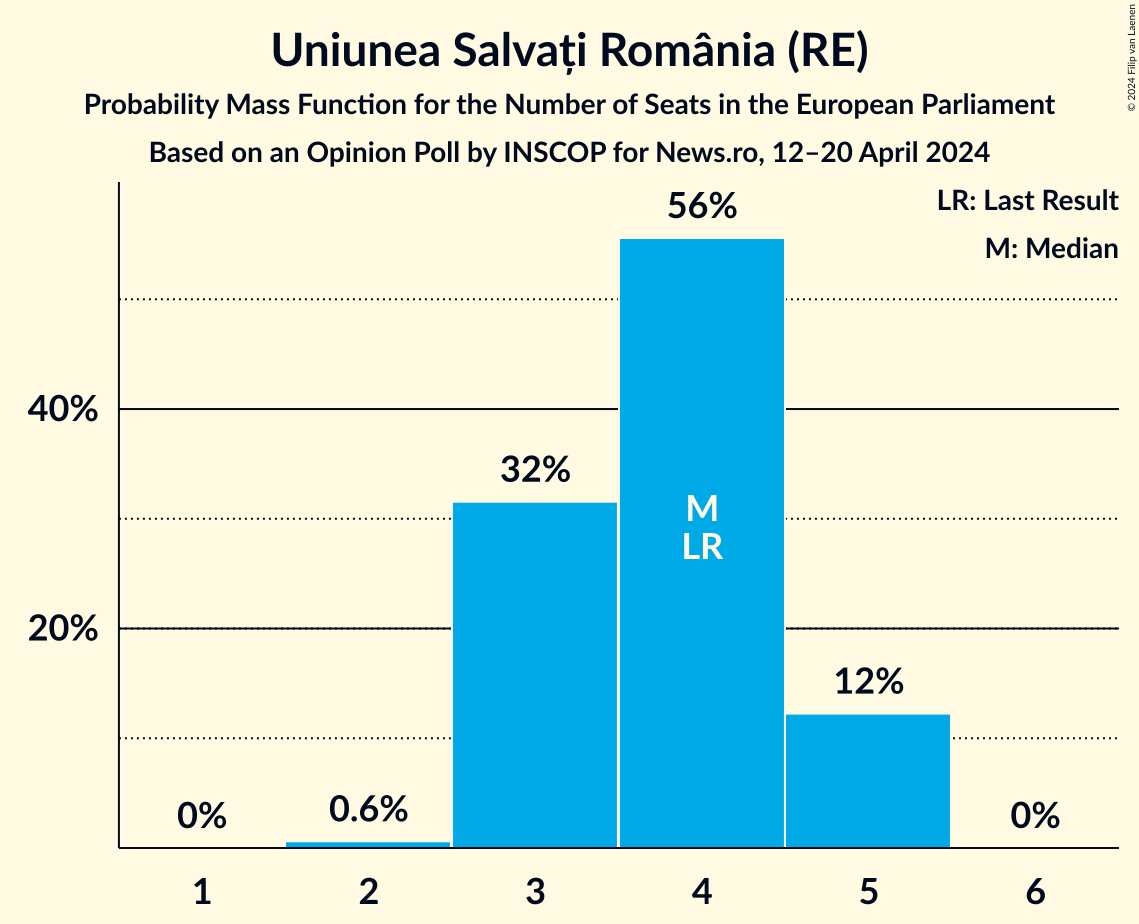 Uniunea Salvați România (RE)
Probability Mass Function for the Number of Seats in the European Parliament
Based on an Opinion Poll by INSCOP for News.ro, 12–20 April 2024
© 2024 Filip van Laenen
LR: Last Result
M: Median
56%
40%
32%
M
LR
20%
12%
0%
0.6%
0%
1
2
3
4
5
6